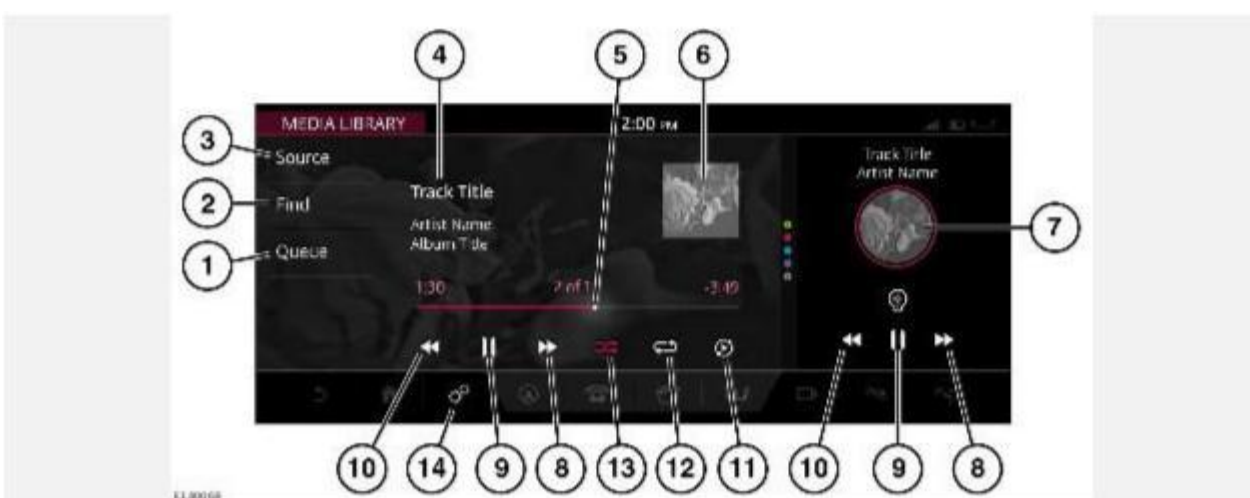 4
5
6
MEDIA LIBRARY
2:00 PM
3
Source
Track Title
Artist Name
2
Find
Track Title
7
Artist Name
1
Queue
Album Title
1:30
2 of 1
-3:49
10
14
9
8
13
12
11
10
9
8